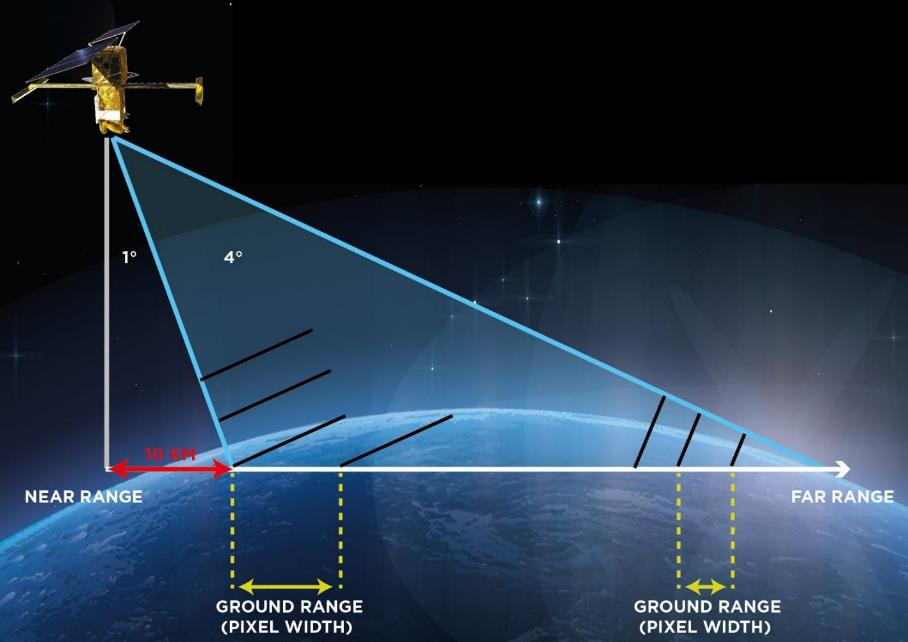 1°
4°
10 KM
NEAR RANGE
FAR RANGE
GROUND RANGE
(PIXEL WIDTH)
GROUND RANGE
(PIXEL WIDTH)